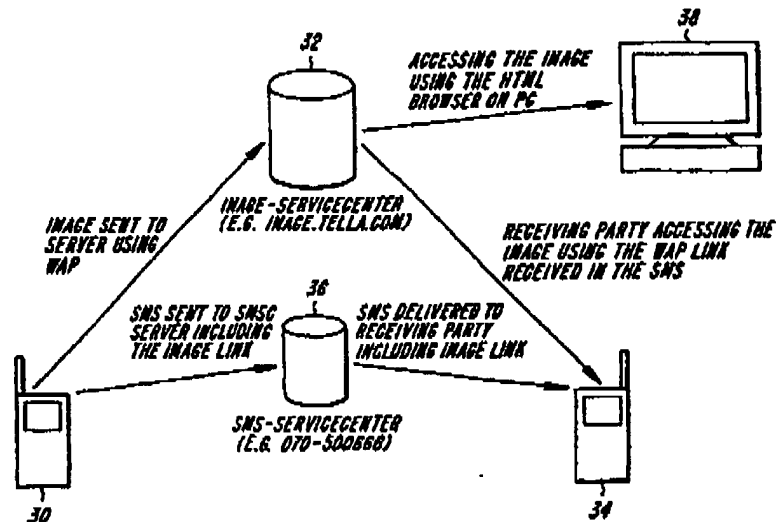 32
38
ACCESSING THE IMAGE
USING THE HTML
BROWSER ON PC
IMAGE-SERVICECENTER
(E.G. IMAGE.TELLA.COM)
IMAGE SENT TO
SERVER USING
WAP
RECEIVING PARTY ACCESSING THE
IMAGE USING THE WAP LINK
RECEIVED IN THE SMS
36
SMS SENT TO SMSC
SERVER INCLUDING
THE IMAGE LINK
SMS DELIVERED TO
RECEIVING PARTY
INCLUDING IMAGE LINK
SMS-SERVICECENTER
(E.G. 070-500668)
30
34